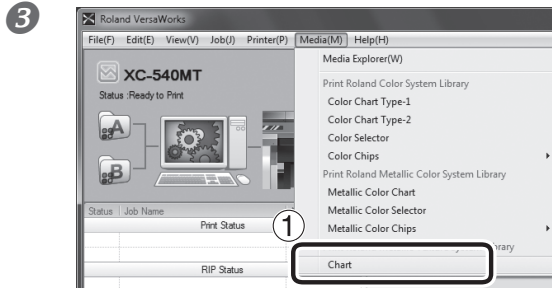 3
Roland VersaWorks
File(F) Edit(E) View(V) Job(J) Printer(P) Media(M) Help(H)
Media Explorer(W)
XC-540MT
Status :Ready to Print
Print Roland Color System Library
Color Chart Type-1
Color Chart Type-2
Color Selector
Color Chips
A
B
Print Roland Metallic Color System Library
Metallic Color Chart
Metallic Color Selector
Metallic Color Chips
Status Job Name
Print Status
1
Chart
RIP Status